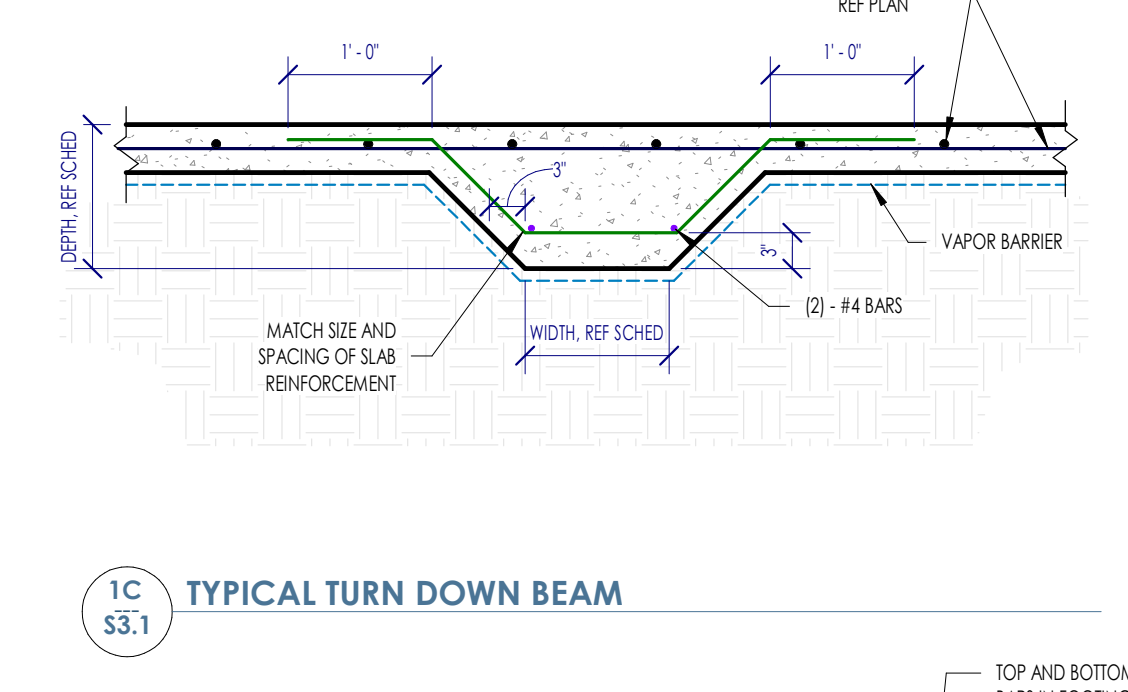 REF PLAN
1' - 0"
1' - 0"
DEPTH, REF SCHED
3"
3"
VAPOR BARRIER
(2) - #4 BARS
MATCH SIZE AND
SPACING OF SLAB
REINFORCEMENT
WIDTH, REF SCHED
1C
---
S3.1
TYPICAL TURN DOWN BEAM
TOP AND BOTTOM